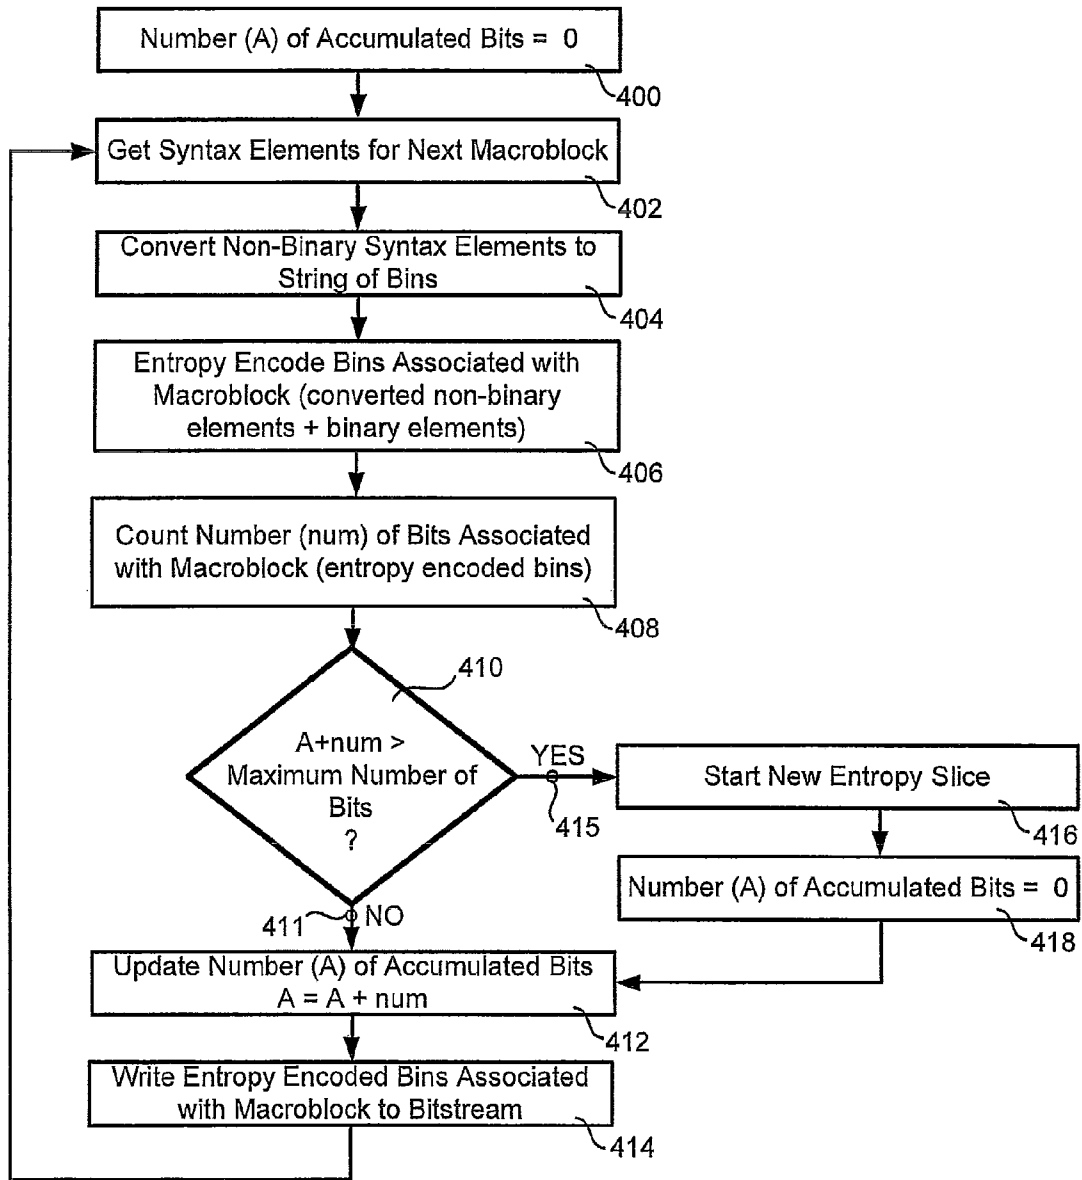 Number (A) of Accumulated Bits = 0
400
Get Syntax Elements for Next Macroblock
402
Convert Non-Binary Syntax Elements to
String of Bins
404
Entropy Encode Bins Associated with
Macroblock (converted non-binary
elements + binary elements)
406
Count Number (num) of Bits Associated
with Macroblock (entropy encoded bins)
408
410
A+num >
Maximum Number of
Bits
?
YES
415
Start New Entropy Slice
416
Number (A) of Accumulated Bits = 0
418
411
NO
Update Number (A) of Accumulated Bits
A = A + num
412
Write Entropy Encoded Bins Associated
with Macroblock to Bitstream
414